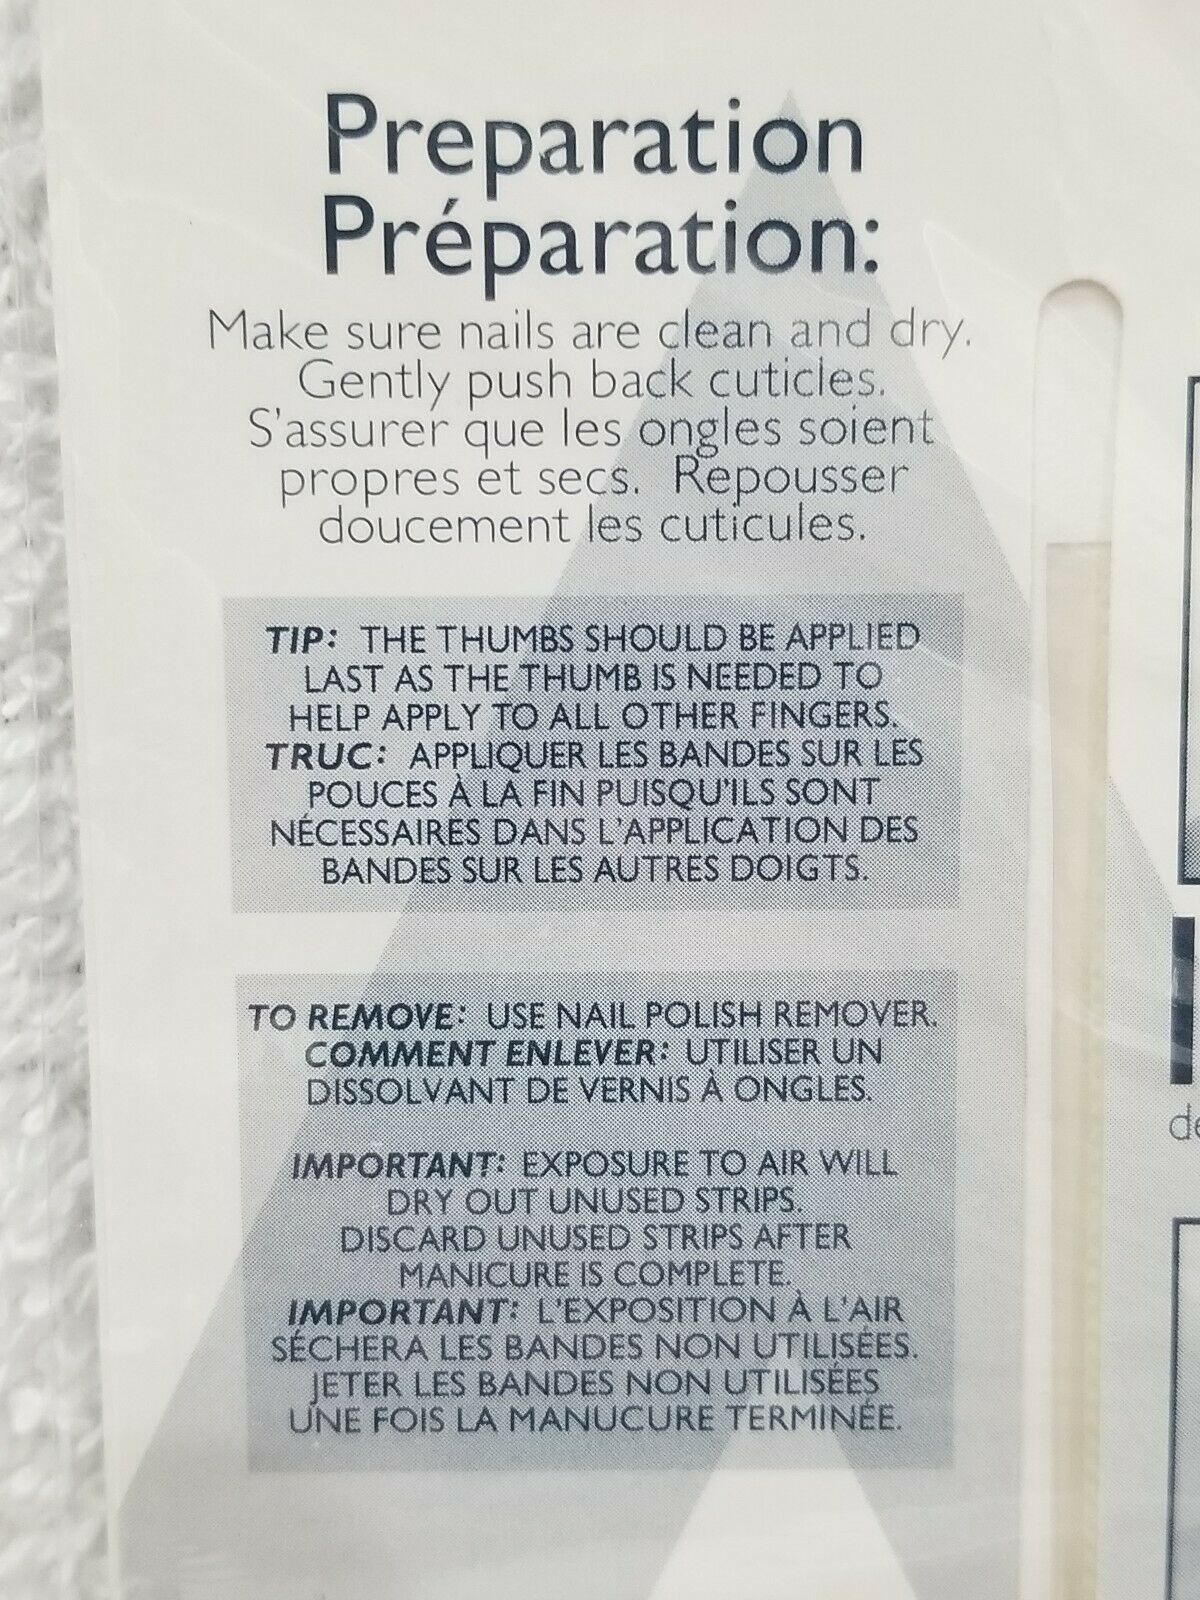 Preparation
Préparation:
Make sure nails are clean and dry.
Gently push back cuticles.
S'assurer que les ongles soient
propres et secs. Repousser
doucement les cuticules.
TIP: THE THUMBS SHOULD BE APPLIED
LAST AS THE THUMB IS NEEDED TO
HELP APPLY TO ALL OTHER FINGERS.
TRUC: APPLIQUER LES BANDES SUR LES
POUCES À LA FIN PUISQU'ILS SONT
NÉCESSAIRES DANS L'APPLICATION DES
BANDES SUR LES AUTRES DOIGTS.
TO REMOVE: USE NAIL POLISH REMOVER.
COMMENT ENLEVER: UTILISER UN
DISSOLVANT DE VERNIS À ONGLES.
IMPORTANT: EXPOSURE TO AIR WILL
DRY OUT UNUSED STRIPS.
DISCARD UNUSED STRIPS AFTER
MANICURE IS COMPLETE.
IMPORTANT: L'EXPOSITION À L'AIR
SÉCHERA LES BANDES NON UTILISÉES.
JETER LES BANDES NON UTILISÉES
UNE FOIS LA MANUCURE TERMINÉE.